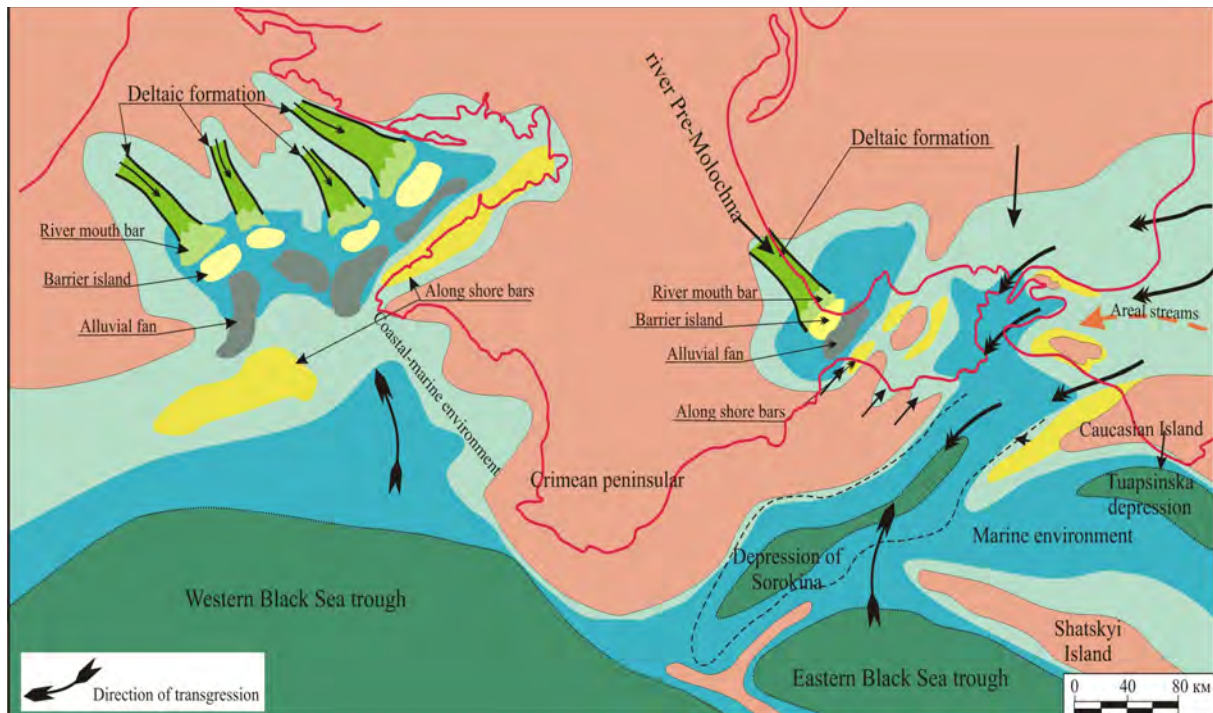 Deltaic formation
river Pre-Molochna
Deltaic formation
River mouth bar
Barrier island
Alluvial fan
Along shore bars
Coastal-marine environment
River mouth bar
Barrier island
Alluvial fan
Along shore bars
Areal streams
Caucasian Island
Tuapsinska
depression
Crimean peninsular
Marine environment
Depression of
Sorokina
Western Black Sea trough
Shatskyi
Island
Eastern Black Sea trough
Direction of transgression
0 40 80 км